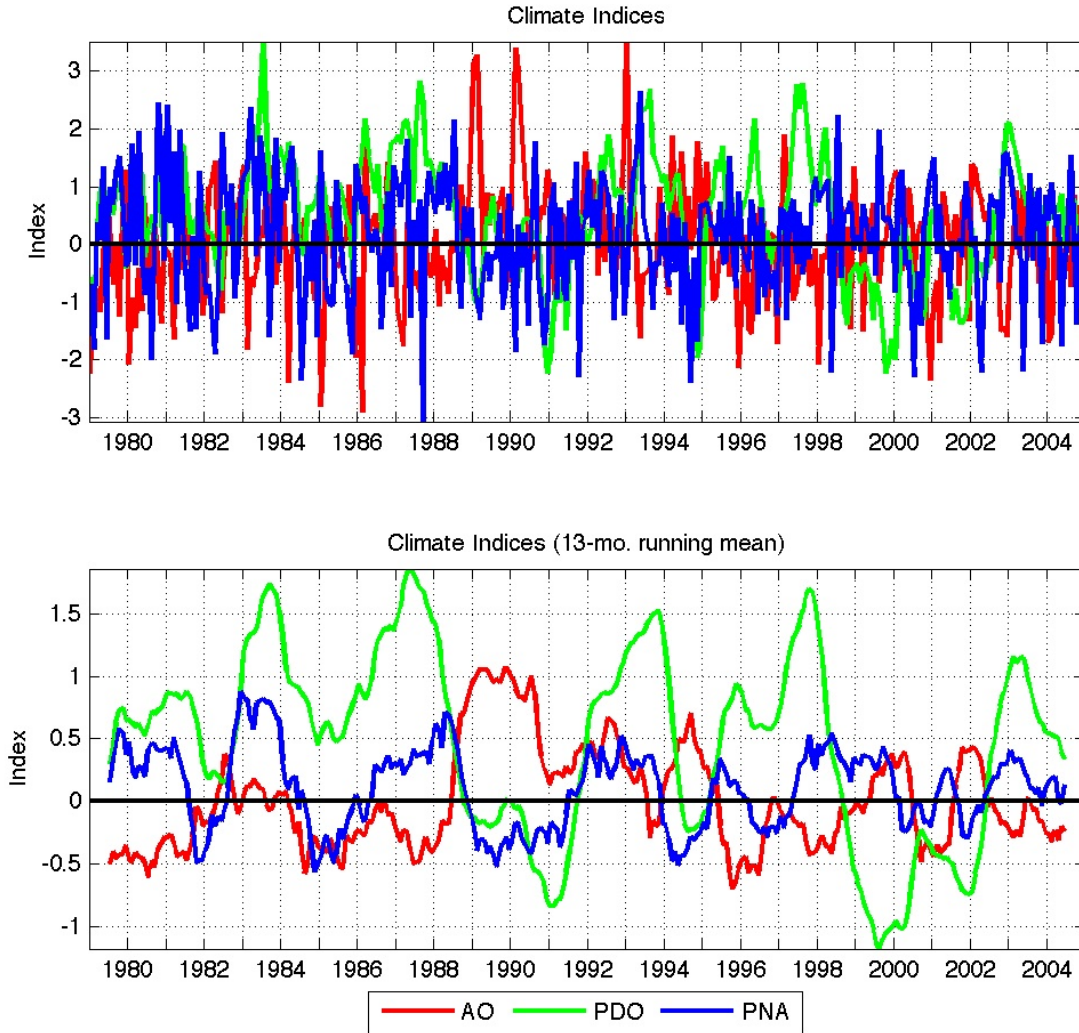 Climate Indices
3
2
1
0
-1
-2
-3
Index
1980 1982 1984 1986 1988 1990 1992 1994 1996 1998 2000 2002 2004
Climate Indices (13-mo. running mean)
1.5
1
0.5
0
-0.5
-1
Index
1980 1982 1984 1986 1988 1990 1992 1994 1996 1998 2000 2002 2004
AO PDO PNA